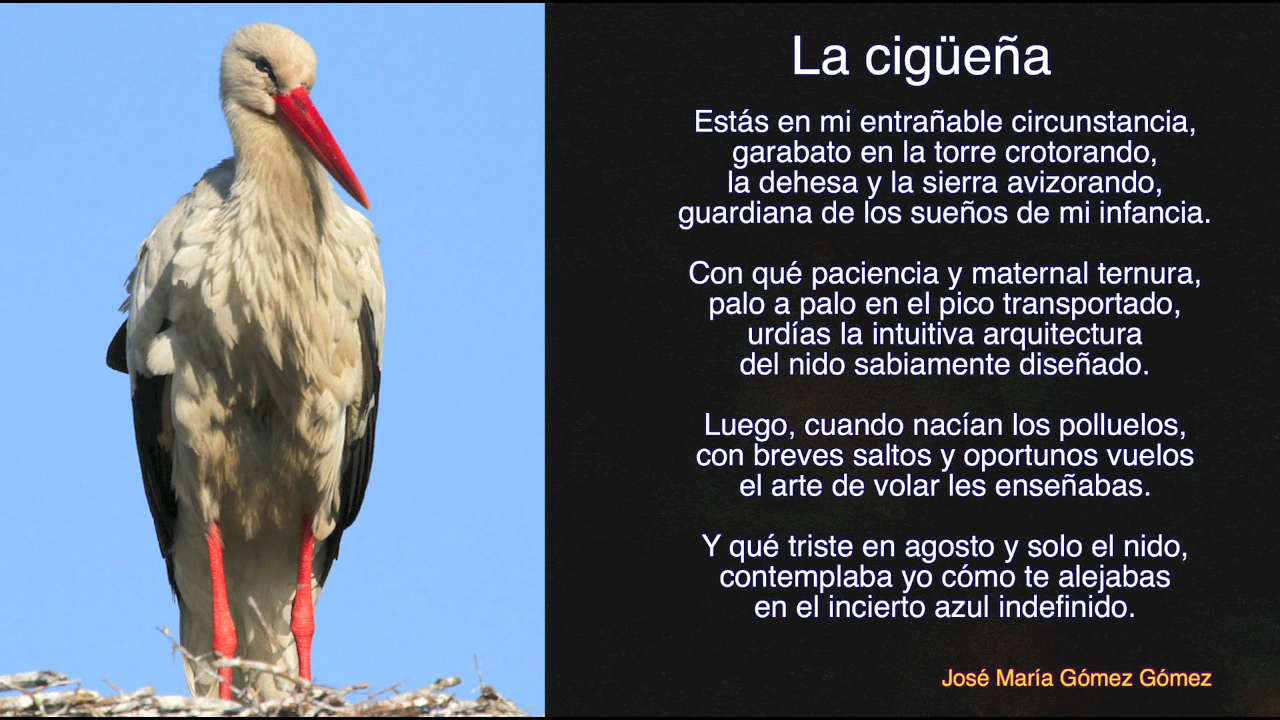 La cigüeña
Estás en mi entrañable circunstancia,
garabato en la torre crotorando,
la dehesa y la sierra avizorando,
guardiana de los sueños de mi infancia.
Con qué paciencia y maternal ternura,
palo a palo en el pico transportado,
urdías la intuitiva arquitectura
del nido sabiamente diseñado.
Luego, cuando nacían los polluelos,
con breves saltos y oportunos vuelos
el arte de volar les enseñabas.
Y qué triste en agosto y solo el nido,
contemplaba yo cómo te alejabas
en el incierto azul indefinido.
José María Gómez Gómez